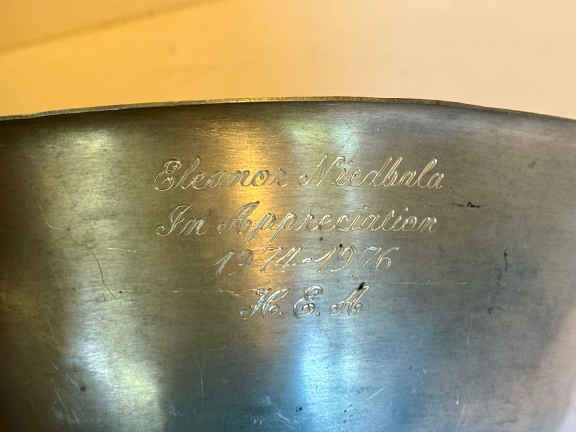 Eleanor Niedbala
In Appreciation
1974-1976
H. E. A